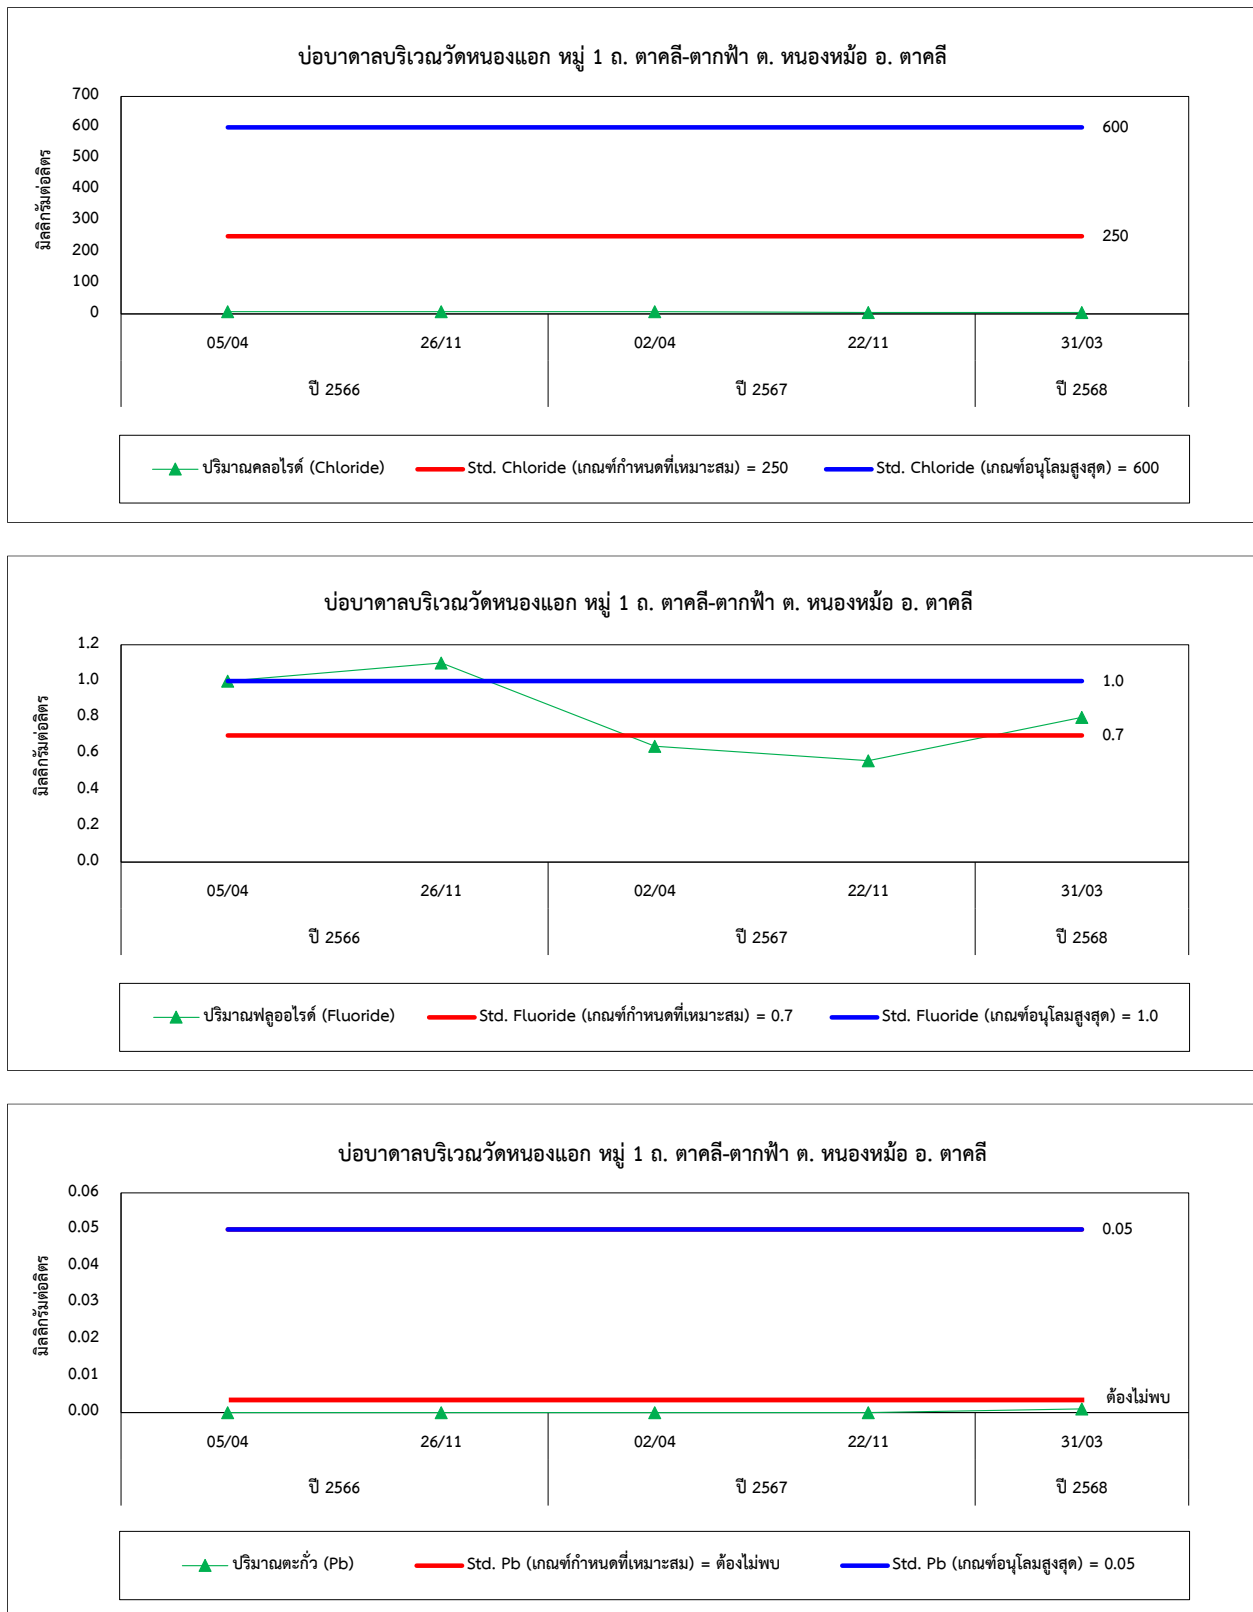 บ่อบาดาลบริเวณวัดหนองแอก หมู่ 1 ถ. ตาคลี-ตากฟ้า ต. หนองหม้อ อ. ตาคลี
มิลลิกรัมต่อลิตร
700
600
500
400
300
200
100
0
600
250
05/04 26/11 02/04 22/11 31/03
ปี 2566 ปี 2567 ปี 2568
ปริมาณคลอไรด์ (Chloride) Std. Chloride (เกณฑ์กำหนดที่เหมาะสม) = 250 Std. Chloride (เกณฑ์อนุโลมสูงสุด) = 600
บ่อบาดาลบริเวณวัดหนองแอก หมู่ 1 ถ. ตาคลี-ตากฟ้า ต. หนองหม้อ อ. ตาคลี
มิลลิกรัมต่อลิตร
1.2
1.0
0.8
0.6
0.4
0.2
0.0
1.0
0.7
05/04 26/11 02/04 22/11 31/03
ปี 2566 ปี 2567 ปี 2568
ปริมาณฟลูออไรด์ (Fluoride) Std. Fluoride (เกณฑ์กำหนดที่เหมาะสม) = 0.7 Std. Fluoride (เกณฑ์อนุโลมสูงสุด) = 1.0
บ่อบาดาลบริเวณวัดหนองแอก หมู่ 1 ถ. ตาคลี-ตากฟ้า ต. หนองหม้อ อ. ตาคลี
มิลลิกรัมต่อลิตร
0.06
0.05
0.04
0.03
0.02
0.01
0.00
0.05
ต้องไม่พบ
05/04 26/11 02/04 22/11 31/03
ปี 2566 ปี 2567 ปี 2568
ปริมาณตะกั่ว (Pb) Std. Pb (เกณฑ์กำหนดที่เหมาะสม) = ต้องไม่พบ Std. Pb (เกณฑ์อนุโลมสูงสุด) = 0.05